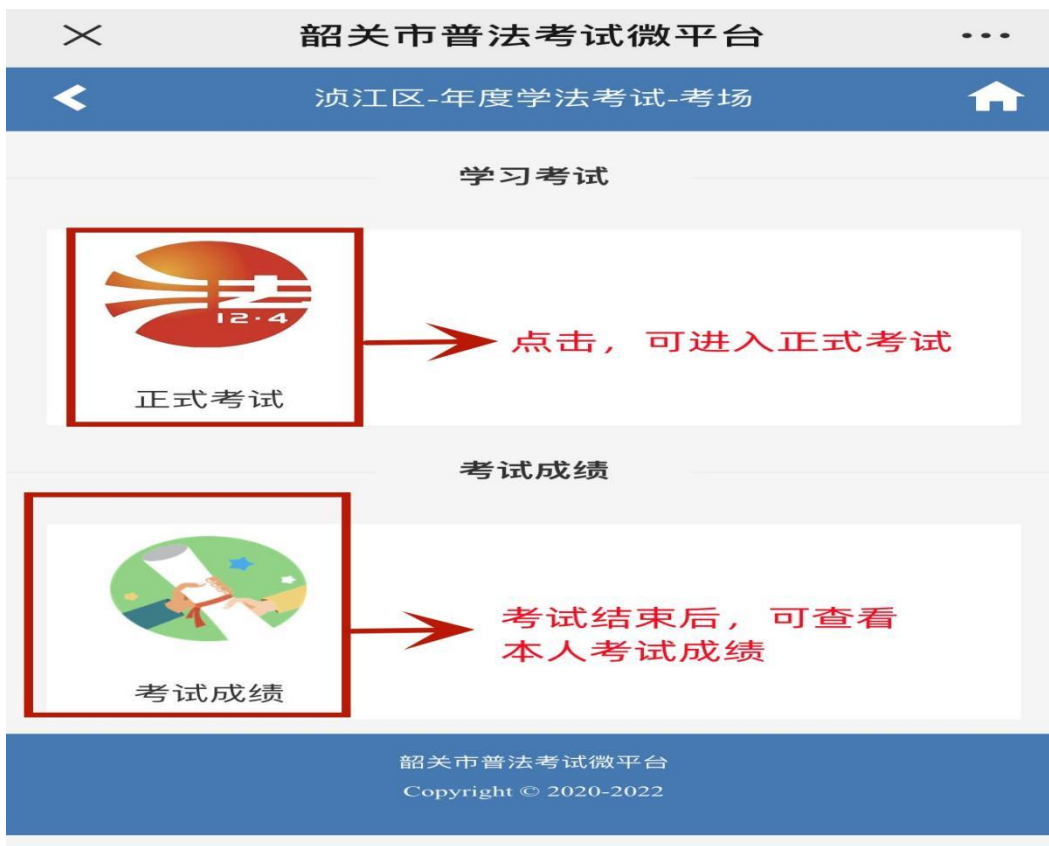 韶关市普法考试微平台
浈江区-年度学法考试-考场
学习考试
法
12·4
点击，可进入正式考试
正式考试
考试成绩
考试结束后，可查看
本人考试成绩
考试成绩
韶关市普法考试微平台
Copyright © 2020-2022